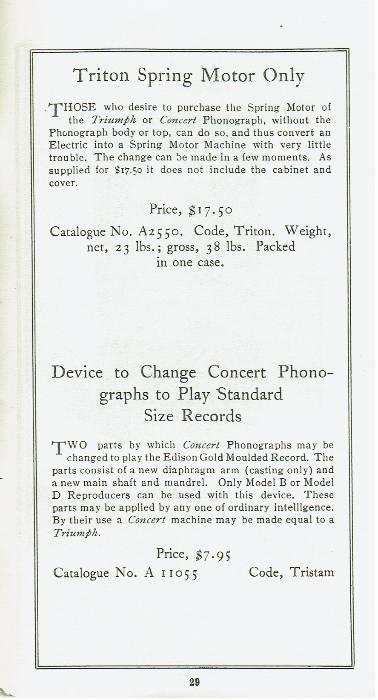 Triton Spring Motor Only
THOSE who desire to purchase the Spring Motor of
the Triumph or Concert Phonograph, without the
Phonograph body or top, can do so, and thus convert an
Electric into a Spring Motor Machine with very little
trouble. The change can be made in a few moments. As
supplied for $17.50 it does not include the cabinet and
cover.
Price, $17.50
Catalogue No. A2550. Code, Triton. Weight,
net, 23 lbs.; gross, 38 lbs. Packed
in one case.
Device to Change Concert Phono-
graphs to Play Standard
Size Records
TWO parts by which Concert Phonographs may be
changed to play the Edison Gold Moulded Record. The
parts consist of a new diaphragm arm (casting only) and
a new main shaft and mandrel. Only Model B or Model
D Reproducers can be used with this device. These
parts may be applied by any one of ordinary intelligence.
By their use a Concert machine may be made equal to a
Triumph.
Price, $7.95
Catalogue No. A 11055 Code, Tristam
29